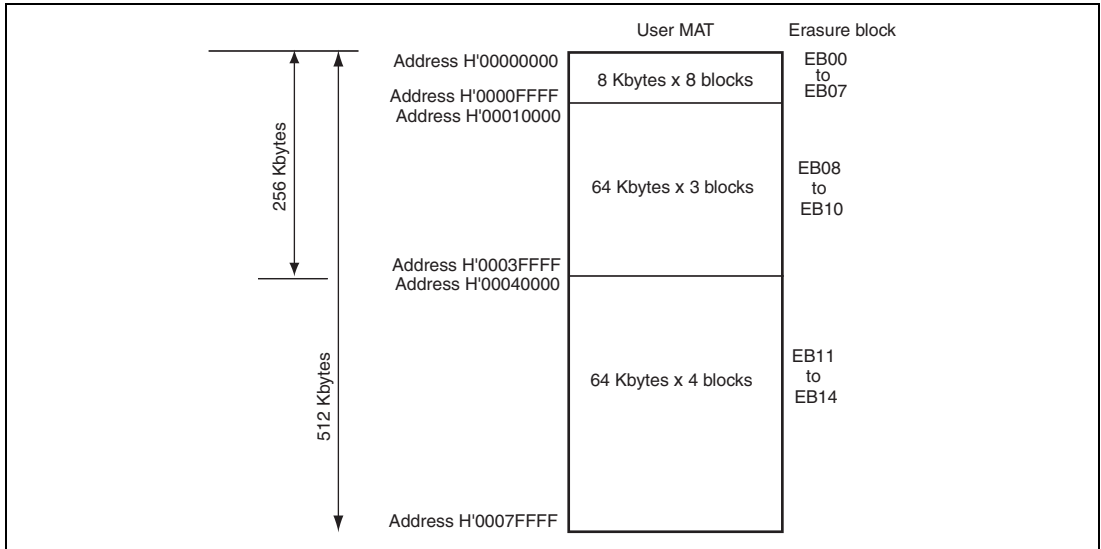 User MAT
Erasure block
Address H'00000000
8 Kbytes x 8 blocks
EB00
to
EB07
Address H'0000FFFF
Address H'00010000
256 Kbytes
64 Kbytes x 3 blocks
EB08
to
EB10
Address H'0003FFFF
Address H'00040000
512 Kbytes
64 Kbytes x 4 blocks
EB11
to
EB14
Address H'0007FFFF